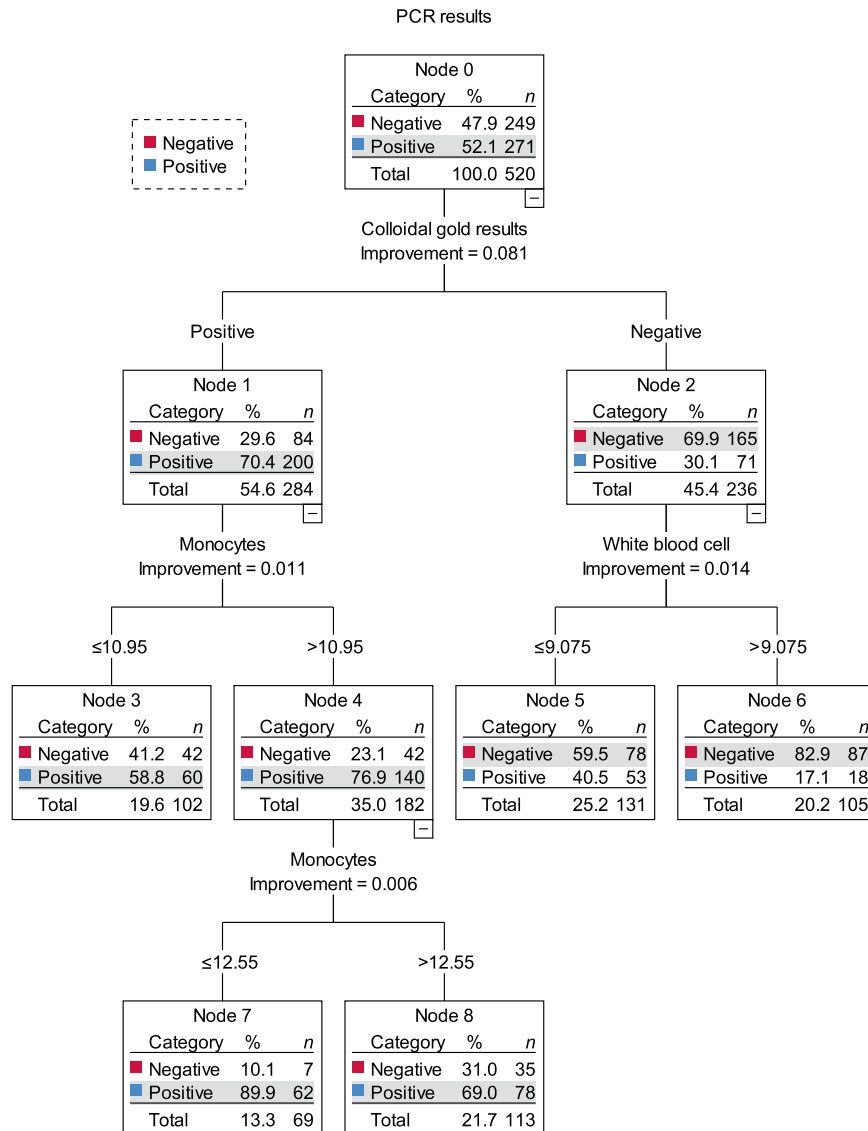 PCR results
Negative
Positive
Node 0
Category % n
Negative 47.9 249
Positive 52.1 271
Total 100.0 520
−
Colloidal gold results
Improvement = 0.081
Positive
Negative
Node 1
Category % n
Negative 29.6 84
Positive 70.4 200
Total 54.6 284
−
Node 2
Category % n
Negative 69.9 165
Positive 30.1 71
Total 45.4 236
−
Monocytes
Improvement = 0.011
White blood cell
Improvement = 0.014
≤10.95
>10.95
≤9.075
>9.075
Node 3
Category % n
Negative 41.2 42
Positive 58.8 60
Total 19.6 102
Node 4
Category % n
Negative 23.1 42
Positive 76.9 140
Total 35.0 182
−
Node 5
Category % n
Negative 59.5 78
Positive 40.5 53
Total 25.2 131
Node 6
Category % n
Negative 82.9 87
Positive 17.1 18
Total 20.2 105
Monocytes
Improvement = 0.006
≤12.55
>12.55
Node 7
Category % n
Negative 10.1 7
Positive 89.9 62
Total 13.3 69
Node 8
Category % n
Negative 31.0 35
Positive 69.0 78
Total 21.7 113